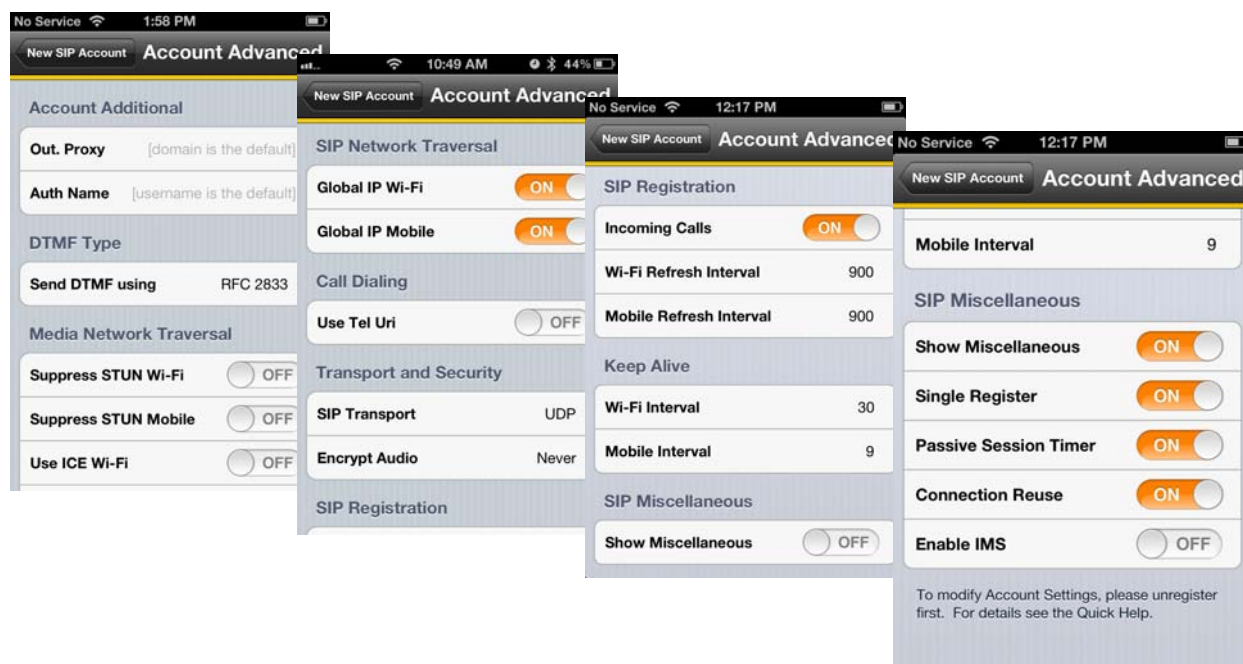 No Service 1:58 PM
New SIP Account Account Advanced
Account Additional
Out. Proxy [domain is the default]
Auth Name [username is the default]
DTMF Type
Send DTMF using RFC 2833
Media Network Traversal
Suppress STUN Wi-Fi OFF
Suppress STUN Mobile OFF
Use ICE Wi-Fi OFF
10:49 AM 44%
New SIP Account Account Advanced
SIP Network Traversal
Global IP Wi-Fi ON
Global IP Mobile ON
Call Dialing
Use Tel Uri OFF
Transport and Security
SIP Transport UDP
Encrypt Audio Never
SIP Registration
No Service 12:17 PM
New SIP Account Account Advanced
SIP Registration
Incoming Calls ON
Wi-Fi Refresh Interval 900
Mobile Refresh Interval 900
Keep Alive
Wi-Fi Interval 30
Mobile Interval 9
SIP Miscellaneous
Show Miscellaneous OFF
No Service 12:17 PM
New SIP Account Account Advanced
Mobile Interval 9
SIP Miscellaneous
Show Miscellaneous ON
Single Register ON
Passive Session Timer ON
Connection Reuse ON
Enable IMS OFF
To modify Account Settings, please unregister
first. For details see the Quick Help.